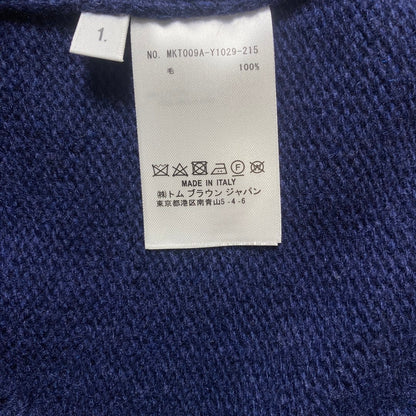 1.
NO. MKT009A-Y1029-215
毛 100%
F
MADE IN ITALY
㈱トム ブラウン ジャパン
東京都港区南青山5-4-6